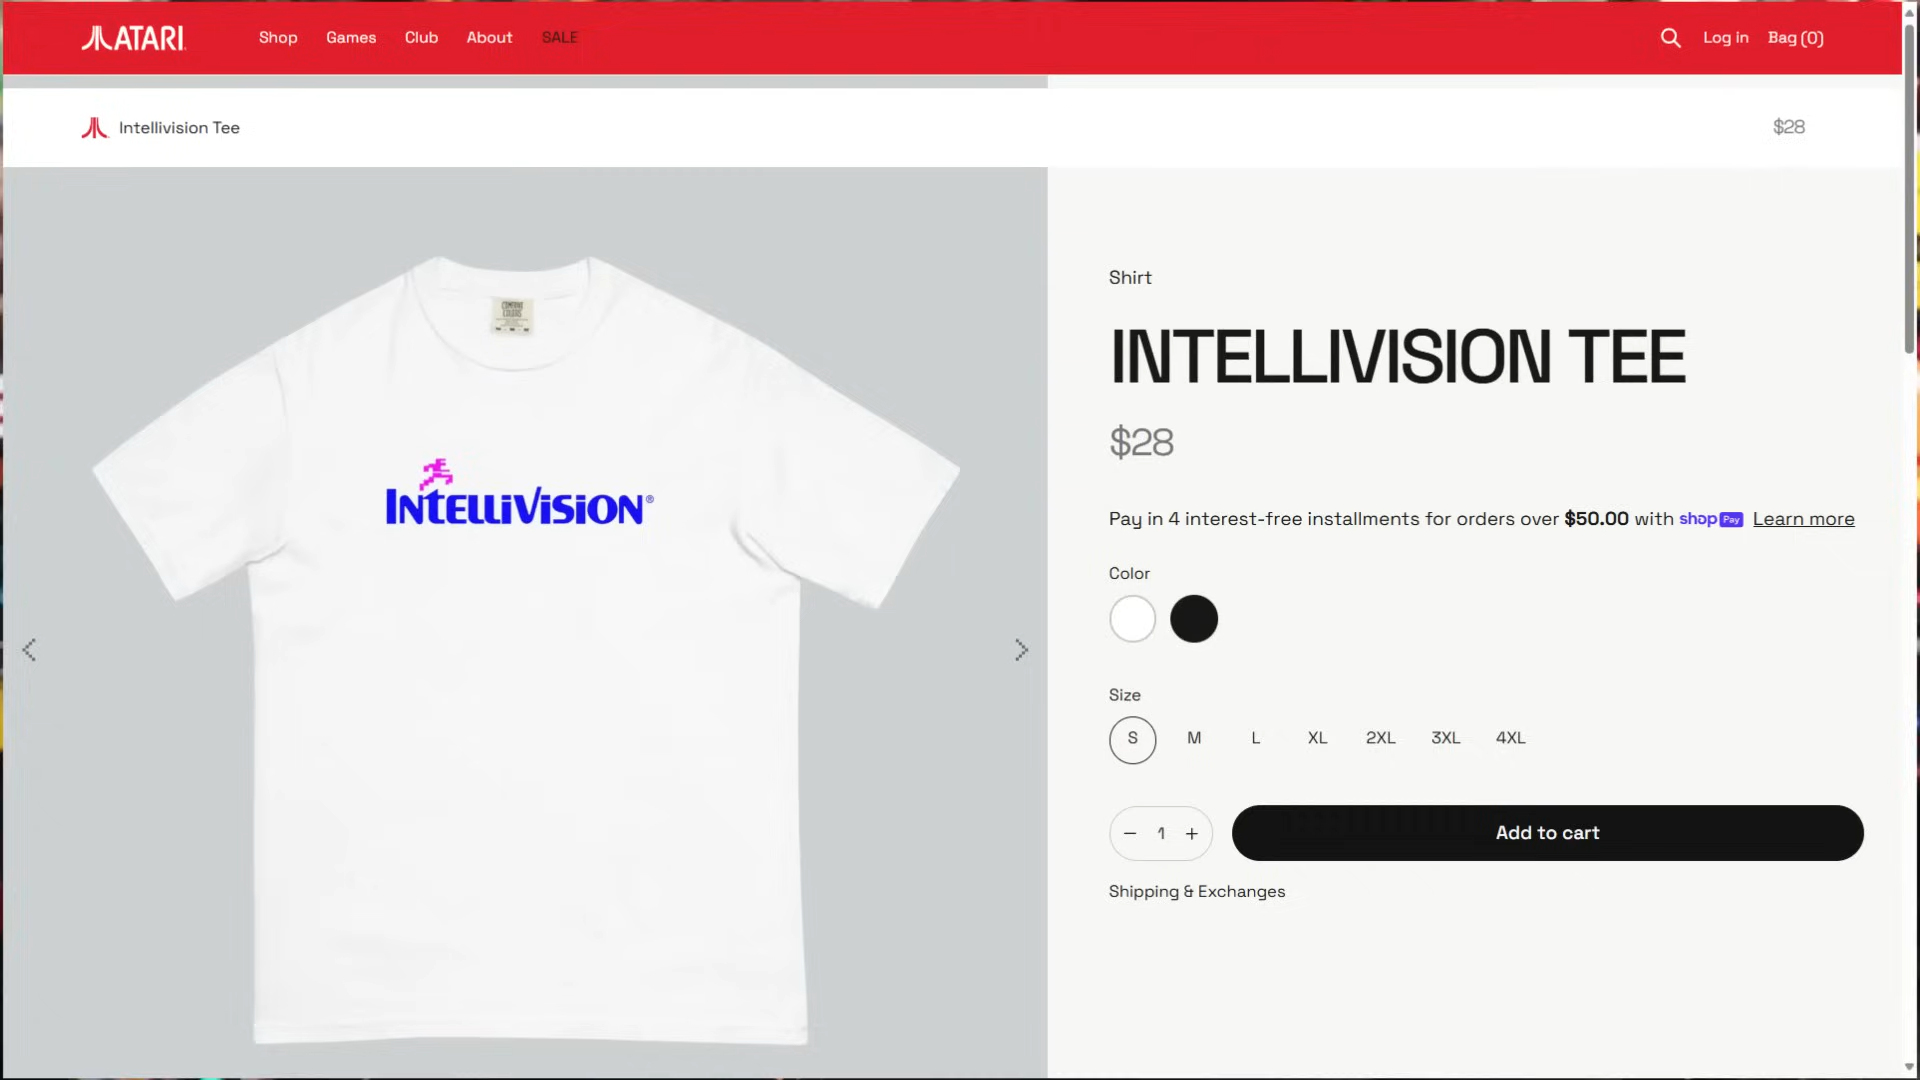 ATARI Shop Games Club About SALE Log in Bag (0)
Intellivision Tee $28
COMFORT COLORS
INTELLIVISION®
Shirt
INTELLIVISION TEE
$28
Pay in 4 interest-free installments for orders over $50.00 with shop Pay Learn more
Color
Size
S M L XL 2XL 3XL 4XL
− 1 + Add to cart
Shipping & Exchanges